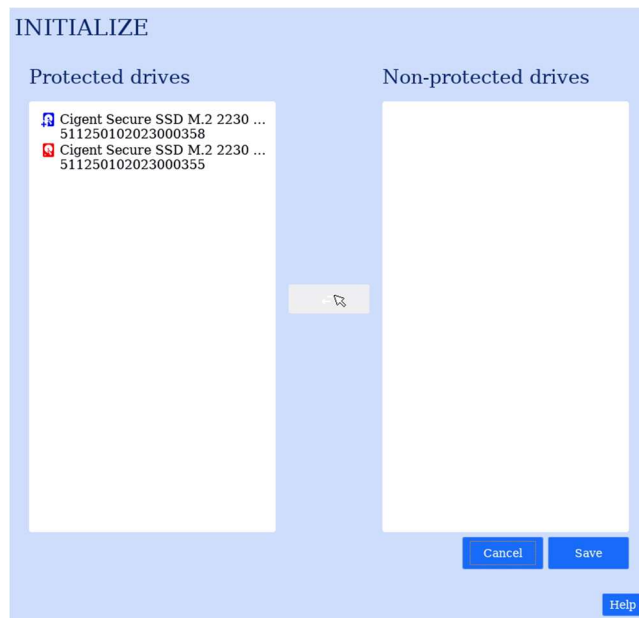 INITIALIZE
Protected drives
Non-protected drives
Cigent Secure SSD M.2 2230 ...
511250102023000358
Cigent Secure SSD M.2 2230 ...
511250102023000355
Cancel
Save
Help